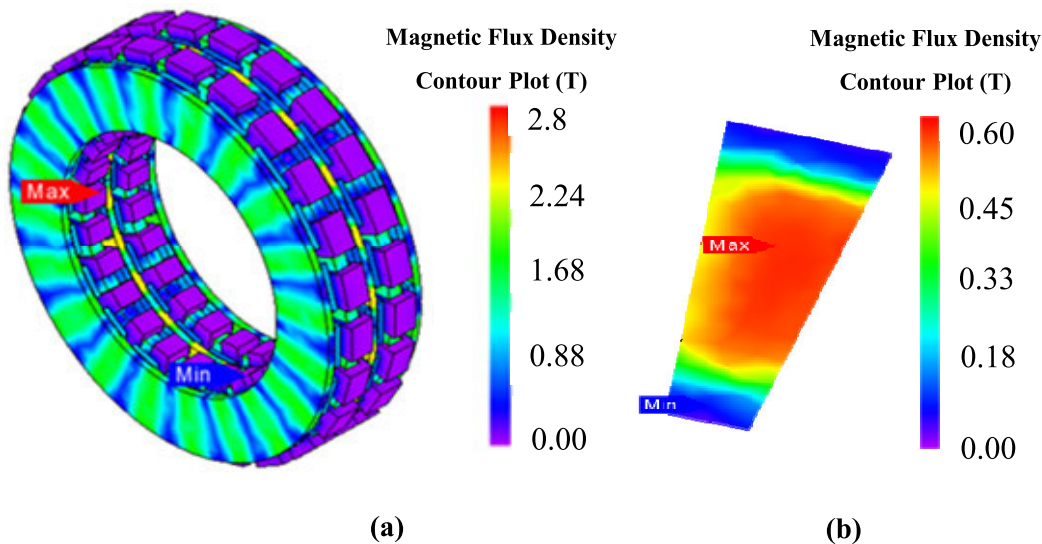 Magnetic Flux Density
Contour Plot (T)
2.8
2.24
1.68
0.88
0.00
Max
Min
(a)
Magnetic Flux Density
Contour Plot (T)
0.60
0.45
0.33
0.18
0.00
Max
Min
(b)